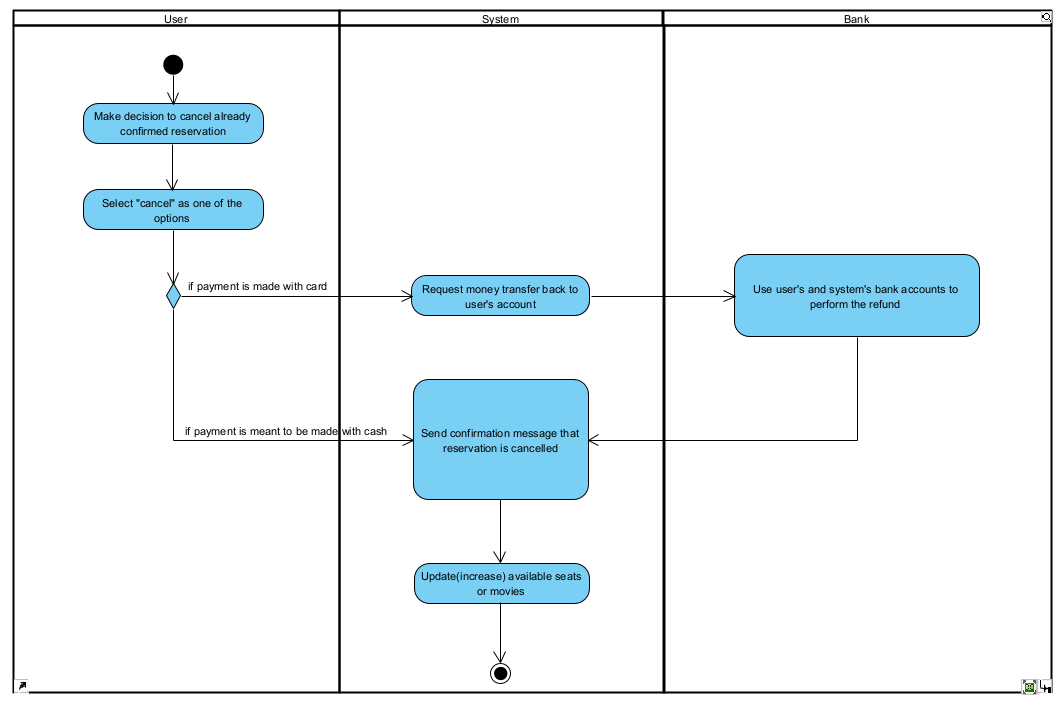 User
System
Bank
Make decision to cancel already
confirmed reservation
Select "cancel" as one of the
options
if payment is made with card
Request money transfer back to
user's account
Use user's and system's bank accounts to
perform the refund
if payment is meant to be made with cash
Send confirmation message that
reservation is cancelled
Update(increase) available seats
or movies